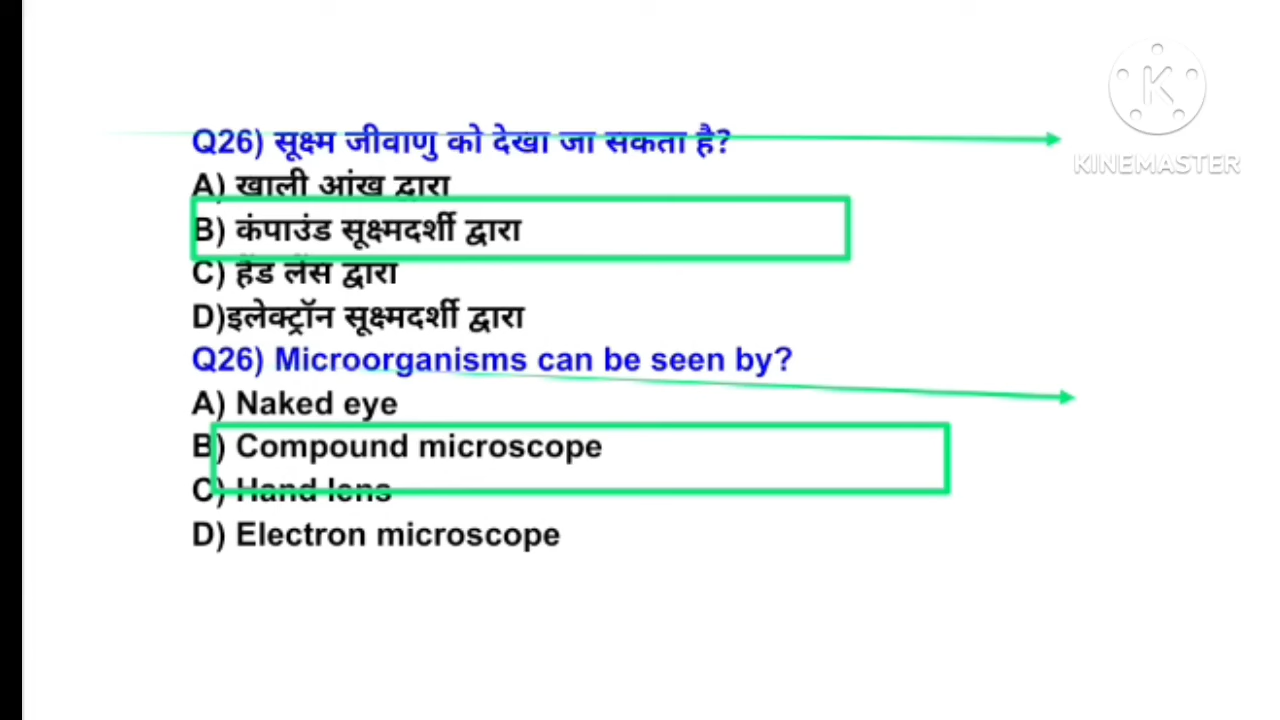 Q26) सूक्ष्म जीवाणु को देखा जा सकता है?
A) खाली आंख द्वारा
B) कंपाउंड सूक्ष्मदर्शी द्वारा
C) हैंड लेंस द्वारा
D)इलेक्ट्रॉन सूक्ष्मदर्शी द्वारा
Q26) Microorganisms can be seen by?
A) Naked eye
B) Compound microscope
C) Hand lens
D) Electron microscope
K
KINEMASTER